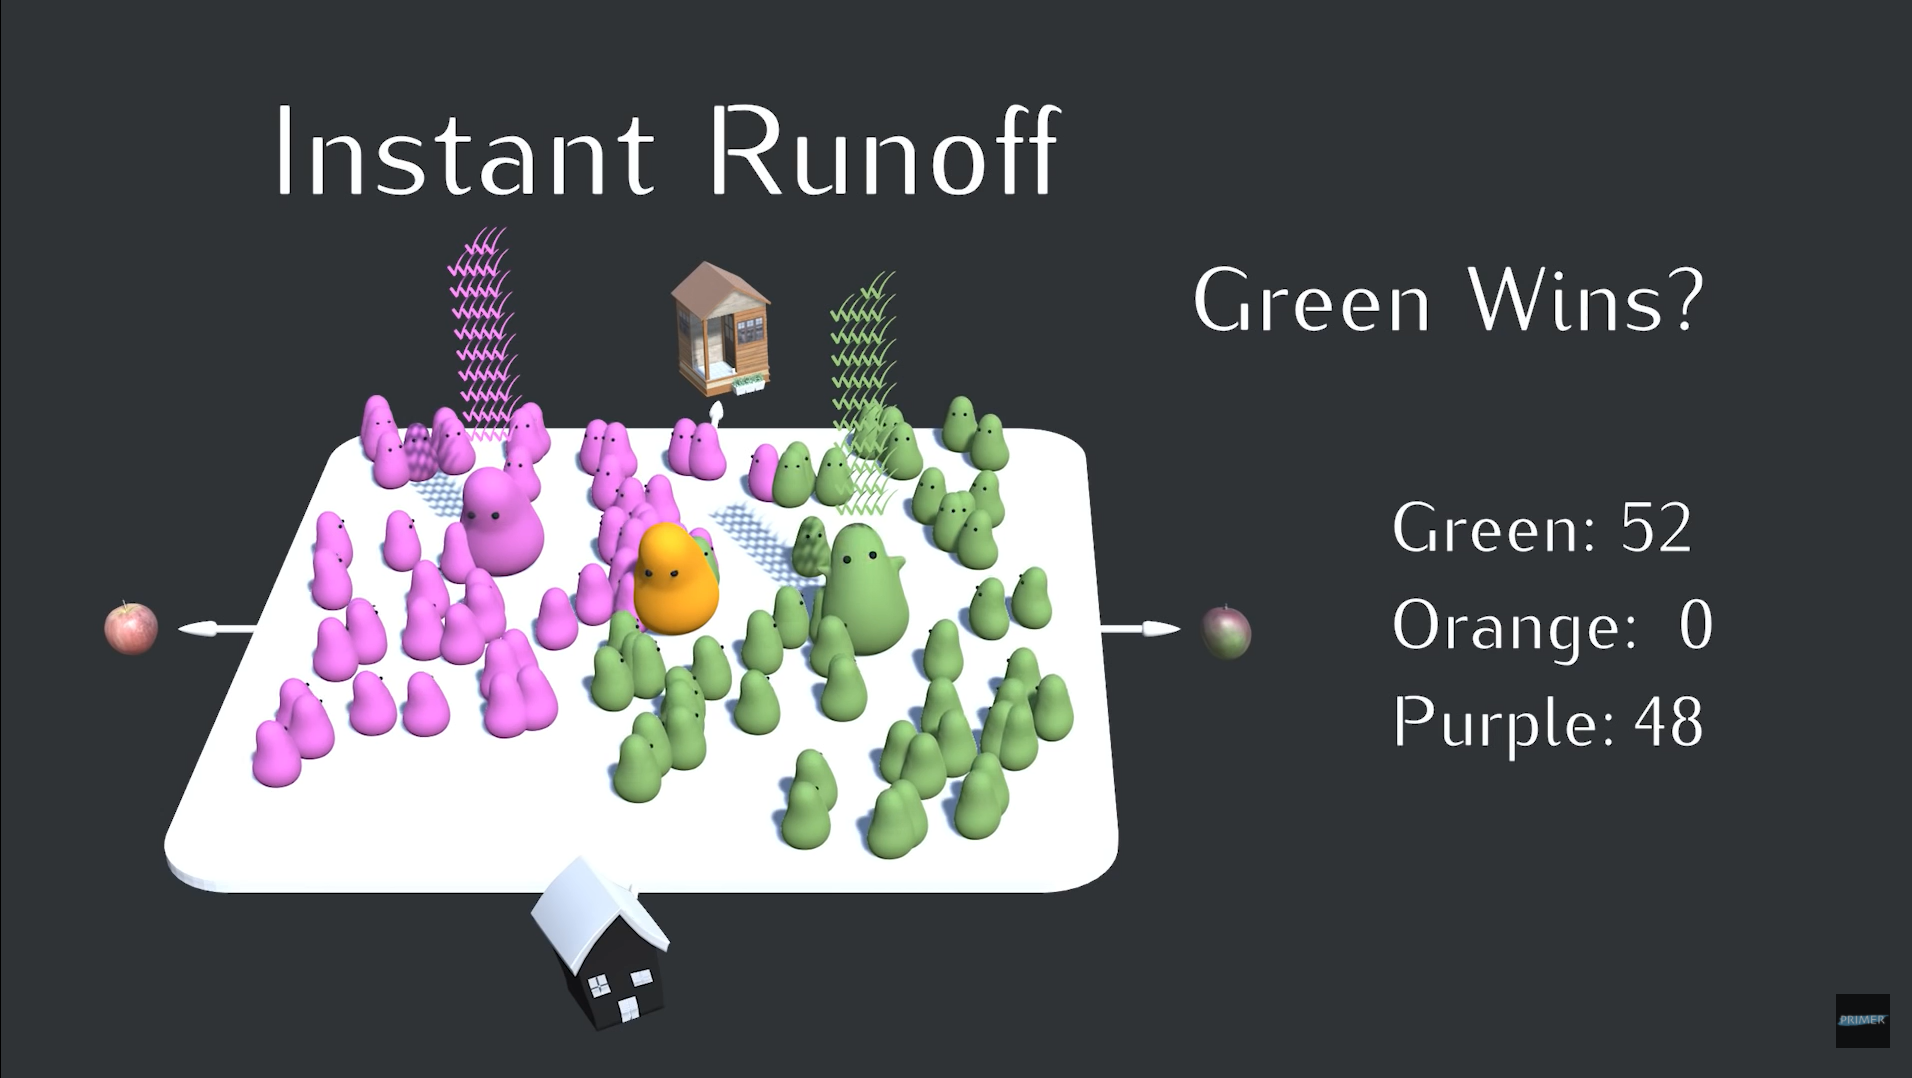 Instant Runoff
Green Wins?
Green: 52
Orange: 0
Purple: 48
PRIMER